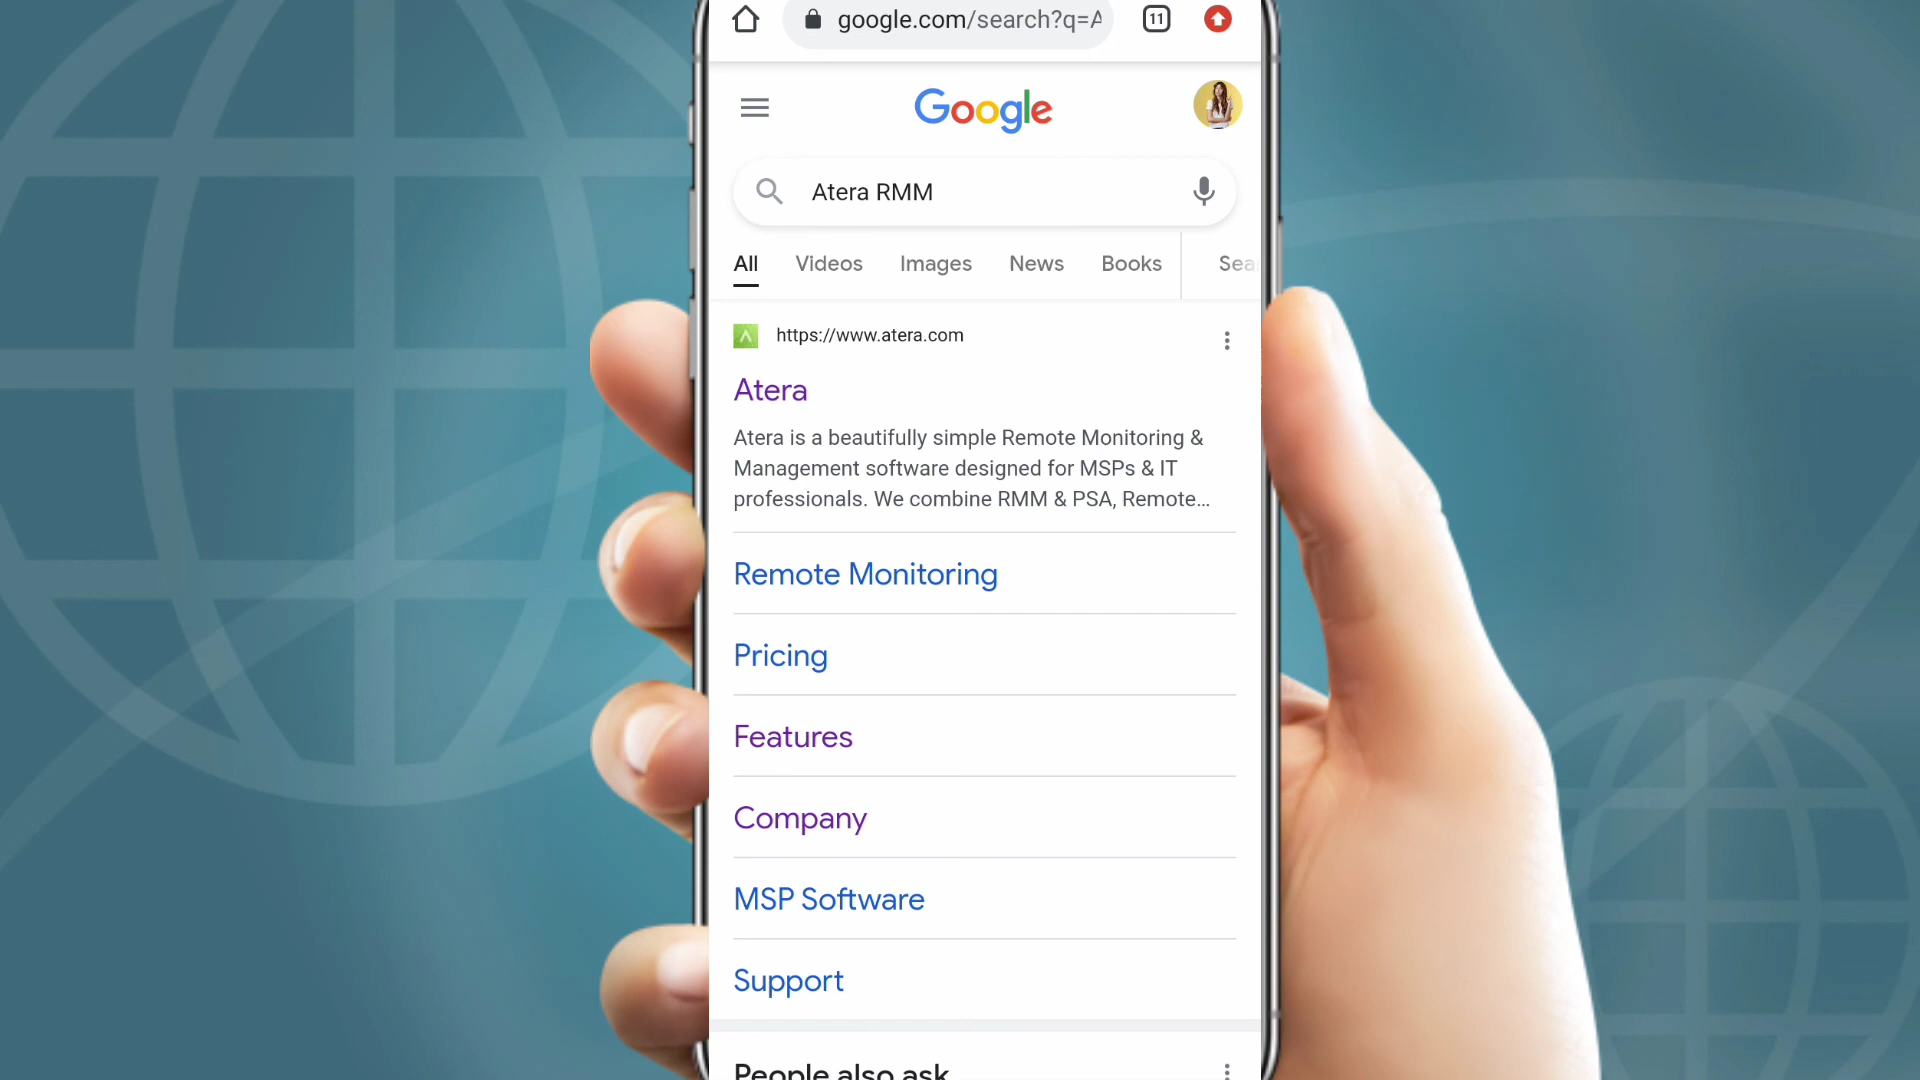 google.com/search?q=A
11
Google
Atera RMM
All Videos Images News Books Sea
https://www.atera.com
Atera
Atera is a beautifully simple Remote Monitoring &
Management software designed for MSPs & IT
professionals. We combine RMM & PSA, Remote...
Remote Monitoring
Pricing
Features
Company
MSP Software
Support
People also ask